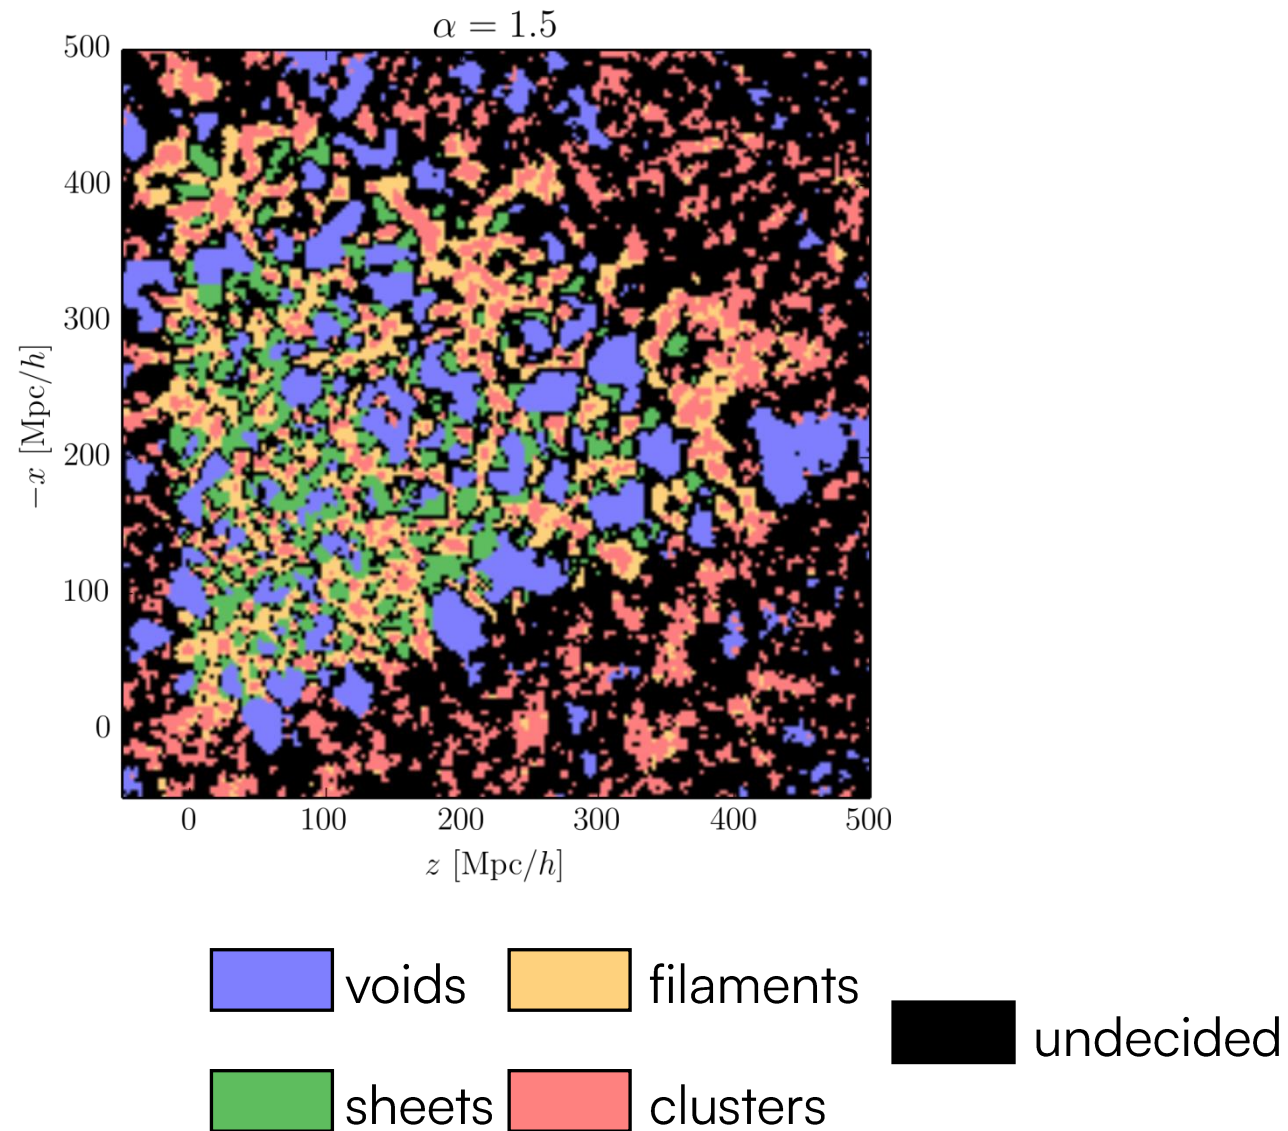 α = 1.5
500
400
300
200
100
0
−x [Mpc/h]
0 100 200 300 400 500
z [Mpc/h]
voids filaments
undecided
sheets clusters